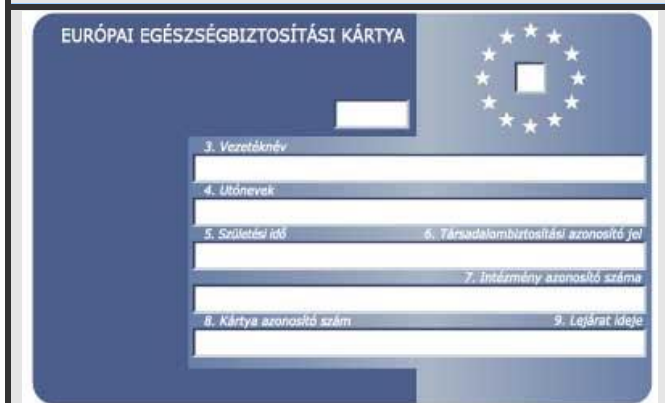 EURÓPAI EGÉSZSÉGBIZTOSÍTÁSI KÁRTYA
3. Vezetéknév
4. Utónevek
5. Születési idő 6. Társadalombiztosítási azonosító jel
7. Intézmény azonosító száma
8. Kártya azonosító szám 9. Lejárat ideje